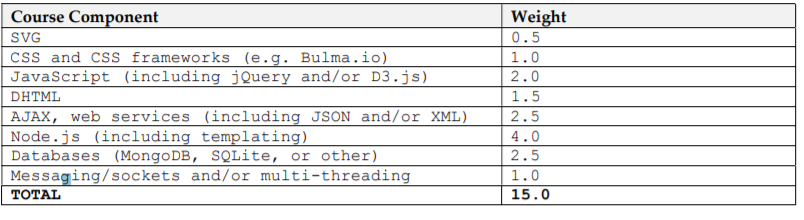 Course Component Weight
SVG 0.5
CSS and CSS frameworks (e.g. Bulma.io) 1.0
JavaScript (including jQuery and/or D3.js) 2.0
DHTML 1.5
AJAX, web services (including JSON and/or XML) 2.5
Node.js (including templating) 4.0
Databases (MongoDB, SQLite, or other) 2.5
Messaging/sockets and/or multi-threading 1.0
TOTAL 15.0